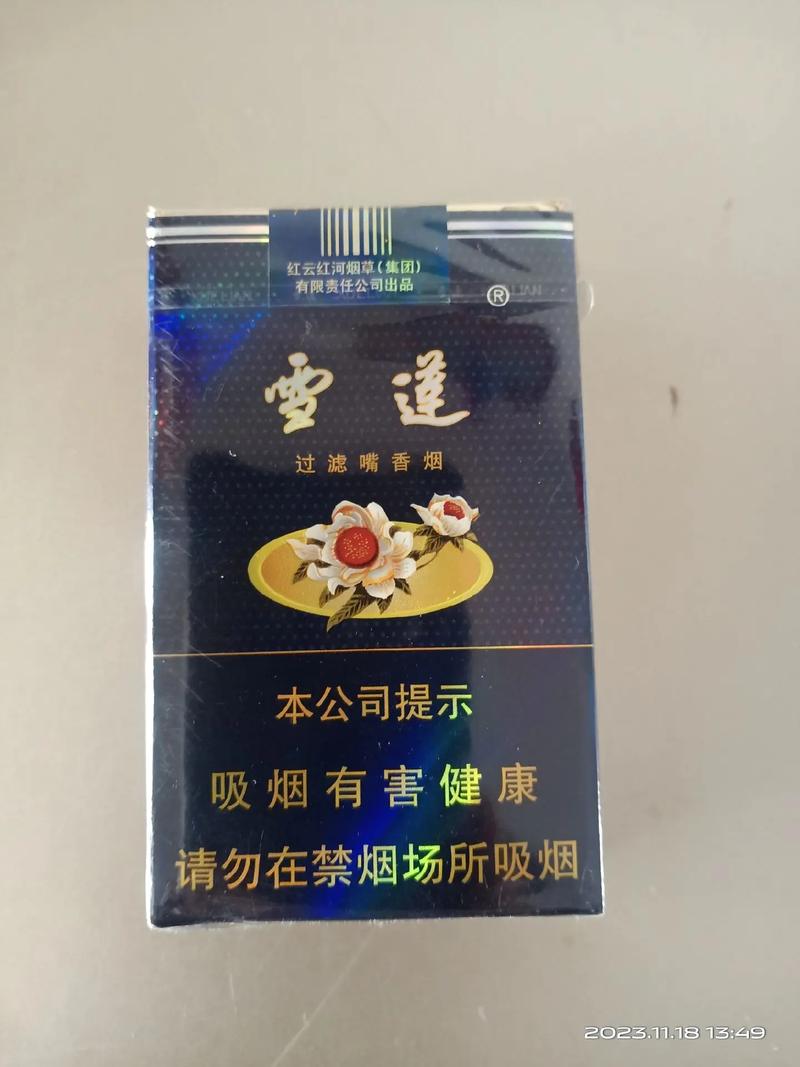 红云红河烟草(集团)
有限责任公司出品
®
雪莲
过滤嘴香烟
本公司提示
吸烟有害健康
请勿在禁烟场所吸烟
2023.11.18 13:49